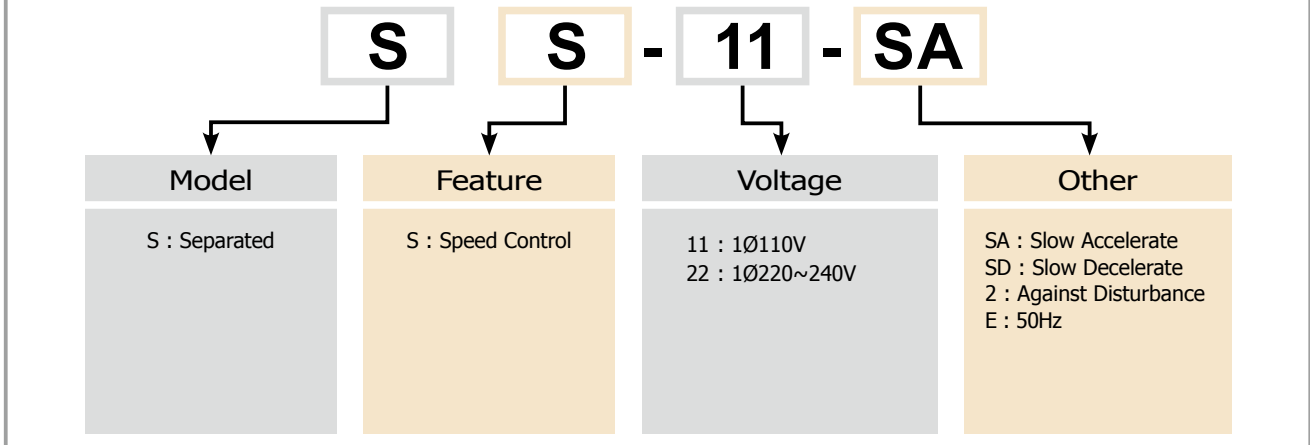 S S - 11 - SA
Model
Feature
Voltage
Other
S : Separated
S : Speed Control
11 : 1Ø110V
22 : 1Ø220~240V
SA : Slow Accelerate
SD : Slow Decelerate
2 : Against Disturbance
E : 50Hz